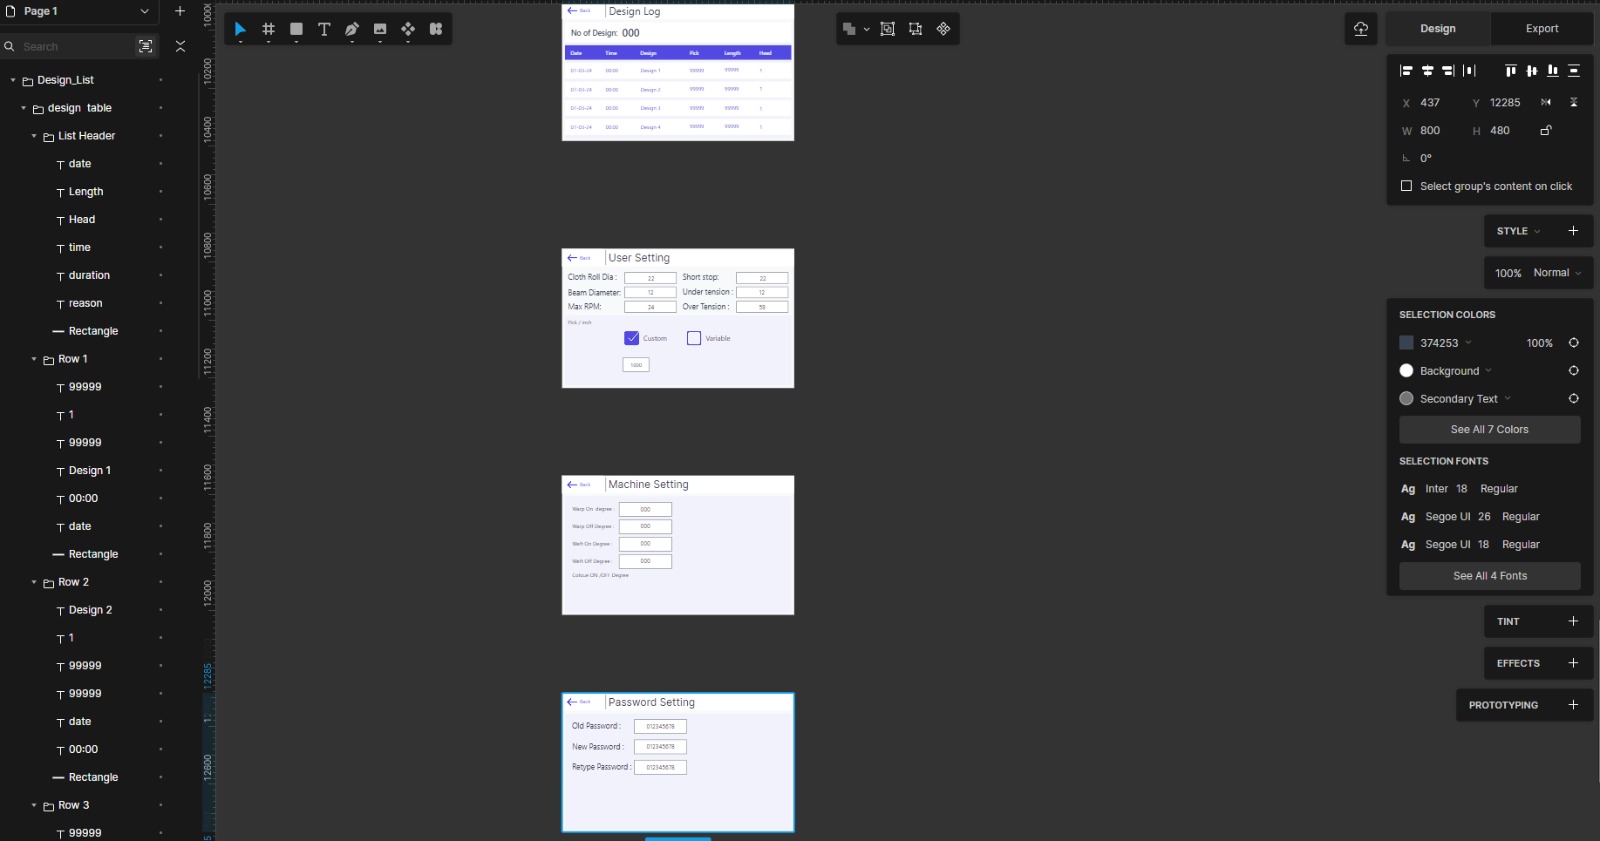 Page 1
Search
Design_List
design table
List Header
date
Length
Head
time
duration
reason
Rectangle
Row 1
99999
1
99999
Design 1
00:00
date
Rectangle
Row 2
Design 2
1
99999
99999
date
00:00
Rectangle
Row 3
99999
10000
10200
10400
10600
10800
11000
11200
11400
11600
11800
12000
12285
12600
Back Design Log
No of Design: 000
Date Time Design Pick Length Head
01-03-24 00:00 Design 1 99999 99999 1
01-03-24 00:00 Design 2 99999 99999 1
01-03-24 00:00 Design 3 99999 99999 1
01-03-24 00:00 Design 4 99999 99999 1
Back User Setting
Cloth Roll Dia : 22 Short stop: 22
Beam Diameter: 12 Under tension : 12
Max RPM: 24 Over Tension : 59
Pick / inch
Custom Variable
1000
Back Machine Setting
Warp On degree : 000
Warp Off Degree : 000
Weft On Degree : 000
Weft Off Degree : 000
Back Password Setting
Old Password : 012345678
New Password : 012345678
Retype Password : 012345678
Design Export
X 437 Y 12285
W 800 H 480
0°
Select group's content on click
STYLE
100% Normal
SELECTION COLORS
374253 100%
Background
Secondary Text
See All 7 Colors
SELECTION FONTS
Ag Inter 18 Regular
Ag Segoe UI 26 Regular
Ag Segoe UI 18 Regular
See All 4 Fonts
TINT
EFFECTS
PROTOTYPING